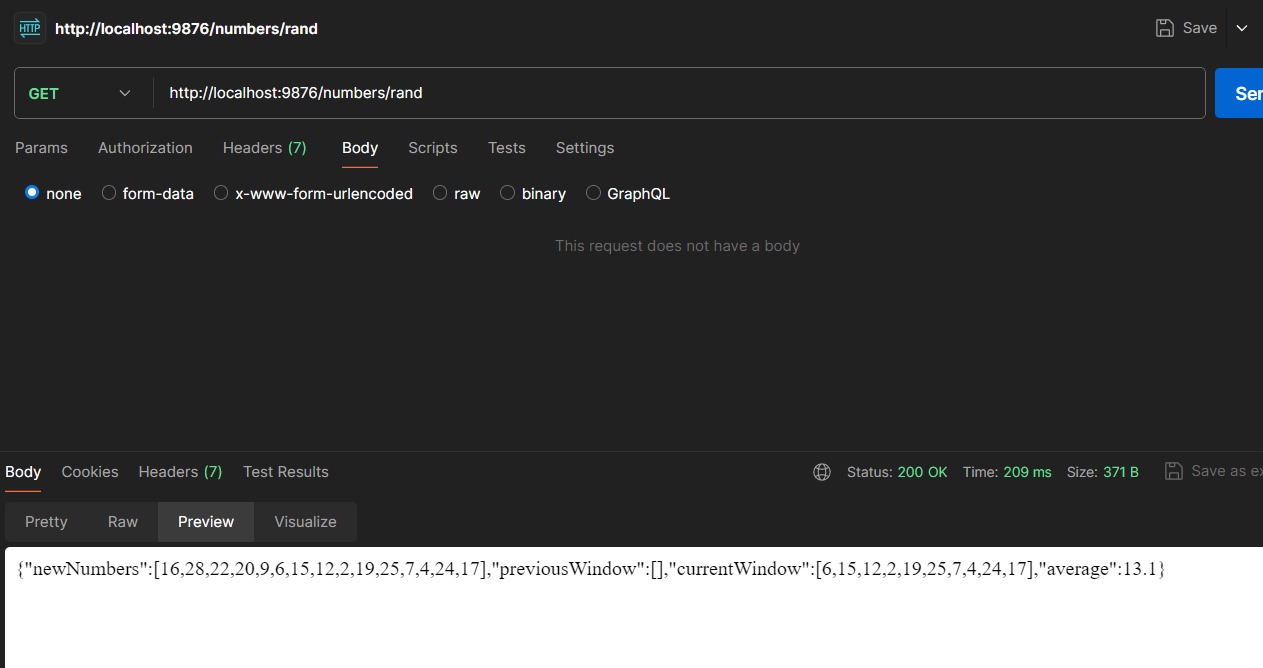 HTTP http://localhost:9876/numbers/rand Save
GET http://localhost:9876/numbers/rand Ser
Params Authorization Headers (7) Body Scripts Tests Settings
none form-data x-www-form-urlencoded raw binary GraphQL
This request does not have a body
Body Cookies Headers (7) Test Results Status: 200 OK Time: 209 ms Size: 371 B Save as ex
Pretty Raw Preview Visualize
{"newNumbers":[16,28,22,20,9,6,15,12,2,19,25,7,4,24,17],"previousWindow":[],"currentWindow":[6,15,12,2,19,25,7,4,24,17],"average":13.1}